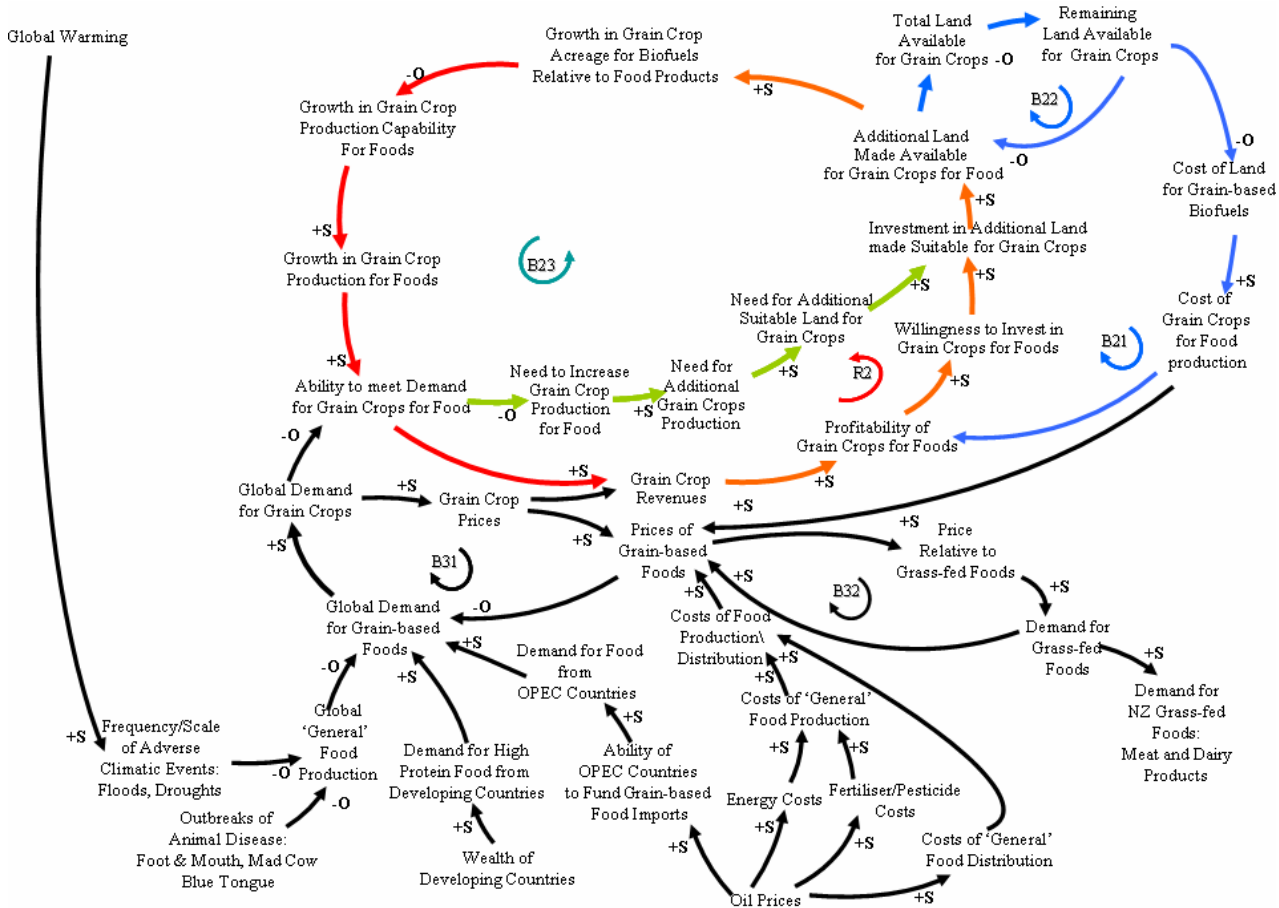 Global Warming
Growth in Grain Crop
Acreage for Biofuels
Relative to Food Products
Total Land
Available
for Grain Crops
-O
Remaining
Land Available
for Grain Crops
-O
+S
B22
Growth in Grain Crop
Production Capability
For Foods
Additional Land
Made Available
for Grain Crops for Food
-O
-O
Cost of Land
for Grain-based
Biofuels
+S
Investment in Additional Land
made Suitable for Grain Crops
+S
Growth in Grain Crop
Production for Foods
B23
+S
+S
+S
Need for Additional
Suitable Land for
Grain Crops
Willingness to Invest in
Grain Crops for Foods
Cost of
Grain Crops
for Food
production
B21
+S
Ability to meet Demand
for Grain Crops for Food
-O
Need to Increase
Grain Crop
Production
for Food
+S
Need for
Additional
Grain Crops
Production
+S
R2
+S
Profitability of
Grain Crops for Foods
-O
-O
+S
+S
Global Demand
for Grain Crops
+S
Grain Crop
Prices
Grain Crop
Revenues
+S
+S
+S
Prices of
Grain-based
Foods
+S
Price
Relative to
Grass-fed Foods
+S
B31
+S
+S
B32
Global Demand
for Grain-based
Foods
-O
+S
Costs of Food
Production\
Distribution
+S
Demand for
Grass-fed
Foods
+S
Demand for
NZ Grass-fed
Foods:
Meat and Dairy
Products
-O
+S
Demand for Food
from
OPEC Countries
+S
Costs of ‘General’
Food Production
+S
Frequency/Scale
of Adverse
Climatic Events:
Floods, Droughts
-O
Global
‘General’
Food
Production
-O
Demand for High
Protein Food from
Developing Countries
+S
Ability of
OPEC Countries
to Fund Grain-based
Food Imports
+S
+S
Energy Costs
Fertiliser/Pesticide
Costs
Outbreaks of
Animal Disease:
Foot & Mouth, Mad Cow
Blue Tongue
+S
Wealth of
Developing Countries
+S
+S
+S
Costs of ‘General’
Food Distribution
+S
Oil Prices